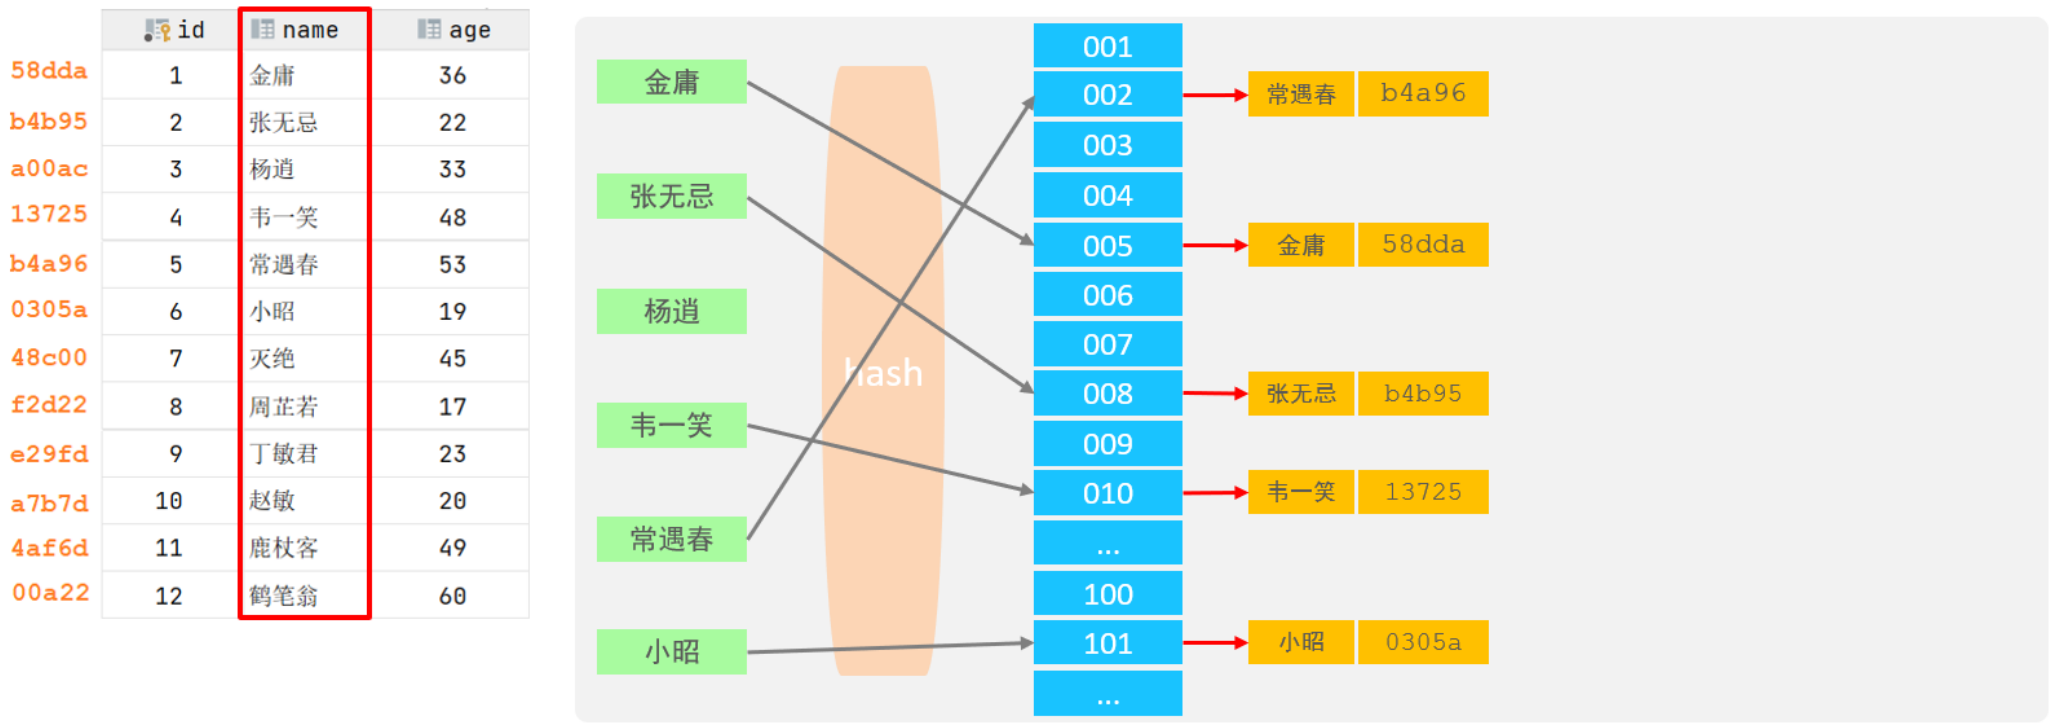 id name age
58dda 1 金庸 36
b4b95 2 张无忌 22
a00ac 3 杨逍 33
13725 4 韦一笑 48
b4a96 5 常遇春 53
0305a 6 小昭 19
48c00 7 灭绝 45
f2d22 8 周芷若 17
e29fd 9 丁敏君 23
a7b7d 10 赵敏 20
4af6d 11 鹿杖客 49
00a22 12 鹤笔翁 60
金庸
张无忌
杨逍
韦一笑
常遇春
小昭
hash
001
002
003
004
005
006
007
008
009
010
...
100
101
...
常遇春 b4a96
金庸 58dda
张无忌 b4b95
韦一笑 13725
小昭 0305a